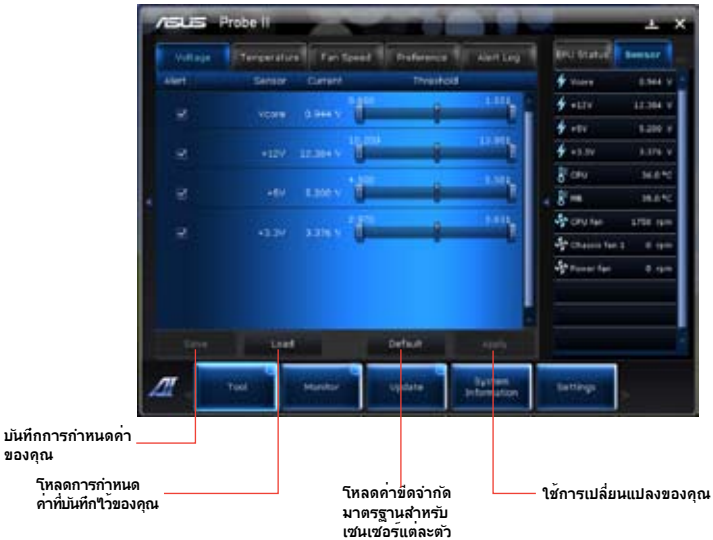 ASUS Probe II
Voltage Temperature Fan Speed Preference Alert Log CPU Status Sensor
Alert Sensor Current Threshold
Vcore 0.944 V
+12V
+5V
+3.3V 3.376 V
Vcore 0.944 V
+12V 12.384 V
+5V 5.200 V
+3.3V 3.376 V
CPU
MB
CPU Fan
Chassis Fan 1 0 rpm
Power Fan 0 rpm
Save Load Default Apply
Tool Monitor Update System Information Settings
บันทึกการกำหนดค่า
ของคุณ
โหลดการกำหนด
ค่าที่บันทึกไว้ของคุณ
โหลดค่าขีดจำกัด
มาตรฐานสำหรับ
เซนเซอร์แต่ละตัว
ใช้การเปลี่ยนแปลงของคุณ